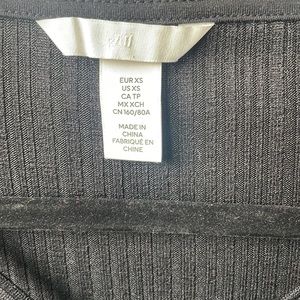 EUR XS
US XS
CA TP
MX XCH
CN 160/80A
MADE IN
CHINA
FABRIQUÉ EN
CHINE